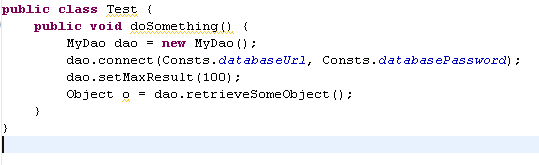 public class Test {
    public void doSomething() {
        MyDao dao = new MyDao();
        dao.connect(Consts.databaseUrl, Consts.databasePassword);
        dao.setMaxResult(100);
        Object o = dao.retrieveSomeObject();
    }
}